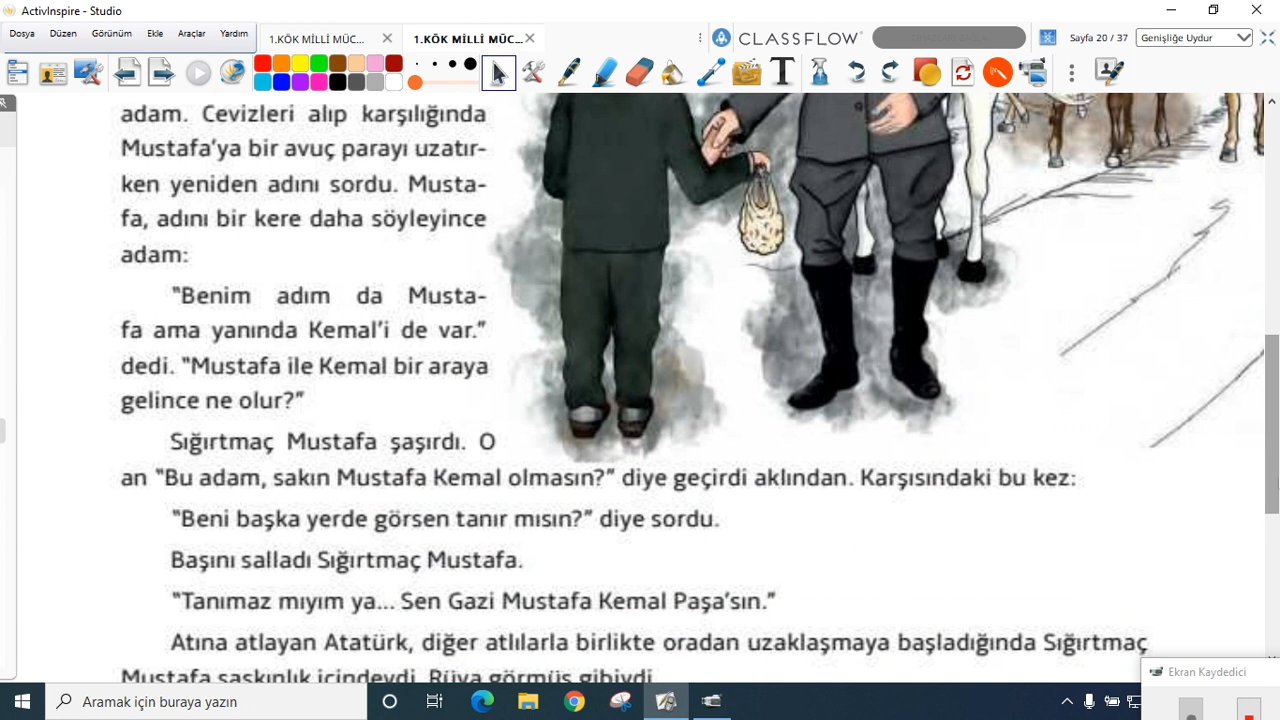 ActivInspire - Studio
Dosya Düzen Görünüm Ekle Araçlar Yardım
1.KÖK MİLLİ MÜC...
1.KÖK MİLLİ MÜC...
CLASSFLOW
Sayfa 20 / 37
Genişliğe Uydur
adam. Cevizleri alıp karşılığında
Mustafa’ya bir avuç parayı uzatır-
ken yeniden adını sordu. Musta-
fa, adını bir kere daha söyleyince
adam:
“Benim adım da Musta-
fa ama yanında Kemal’i de var.”
dedi. “Mustafa ile Kemal bir araya
gelince ne olur?”
Sığırtmaç Mustafa şaşırdı. O
an “Bu adam, sakın Mustafa Kemal olmasın?” diye geçirdi aklından. Karşısındaki bu kez:
“Beni başka yerde görsen tanır mısın?” diye sordu.
Başını salladı Sığırtmaç Mustafa.
“Tanımaz mıyım ya... Sen Gazi Mustafa Kemal Paşa’sın.”
Atına atlayan Atatürk, diğer atlılarla birlikte oradan uzaklaşmaya başladığında Sığırtmaç
Mustafa şaşkınlık içindeydi. Rüya görmüş gibiydi.
Ekran Kaydedici
Aramak için buraya yazın